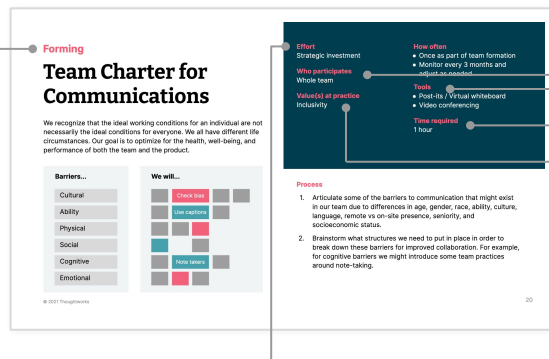 Forming
Team Charter for
Communications
We recognize that the ideal working conditions for an individual are not
necessarily the ideal conditions for everyone. We all have different life
circumstances. Our goal is to optimize for the health, well-being, and
performance of both the team and the product.
Barriers...
Cultural
Ability
Physical
Social
Cognitive
Emotional
We will...
Check bias
Use captions
Note takers
© 2021 Thoughtworks
Effort
Strategic investment
Who participates
Whole team
Value(s) at practice
Inclusivity
How often
• Once as part of team formation
• Monitor every 3 months and
adjust as needed
Tools
• Post-its / Virtual whiteboard
• Video conferencing
Time required
1 hour
Process
1. Articulate some of the barriers to communication that might exist
in our team due to differences in age, gender, race, ability, culture,
language, remote vs on-site presence, seniority, and
socioeconomic status.
2. Brainstorm what structures we need to put in place in order to
break down these barriers for improved collaboration. For example,
for cognitive barriers we might introduce some team practices
around note-taking.
20